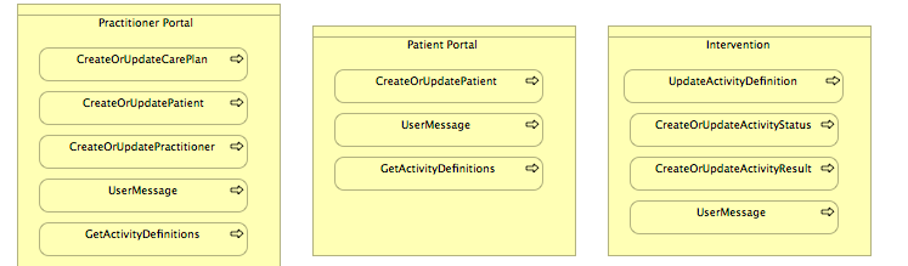 Practitioner Portal
CreateOrUpdateCarePlan
CreateOrUpdatePatient
CreateOrUpdatePractitioner
UserMessage
GetActivityDefinitions
Patient Portal
CreateOrUpdatePatient
UserMessage
GetActivityDefinitions
Intervention
UpdateActivityDefinition
CreateOrUpdateActivityStatus
CreateOrUpdateActivityResult
UserMessage